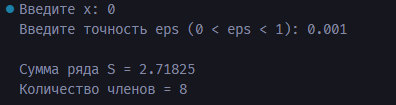 Введите x: 0
Введите точность eps (0 < eps < 1): 0.001
Сумма ряда S = 2.71825
Количество членов = 8